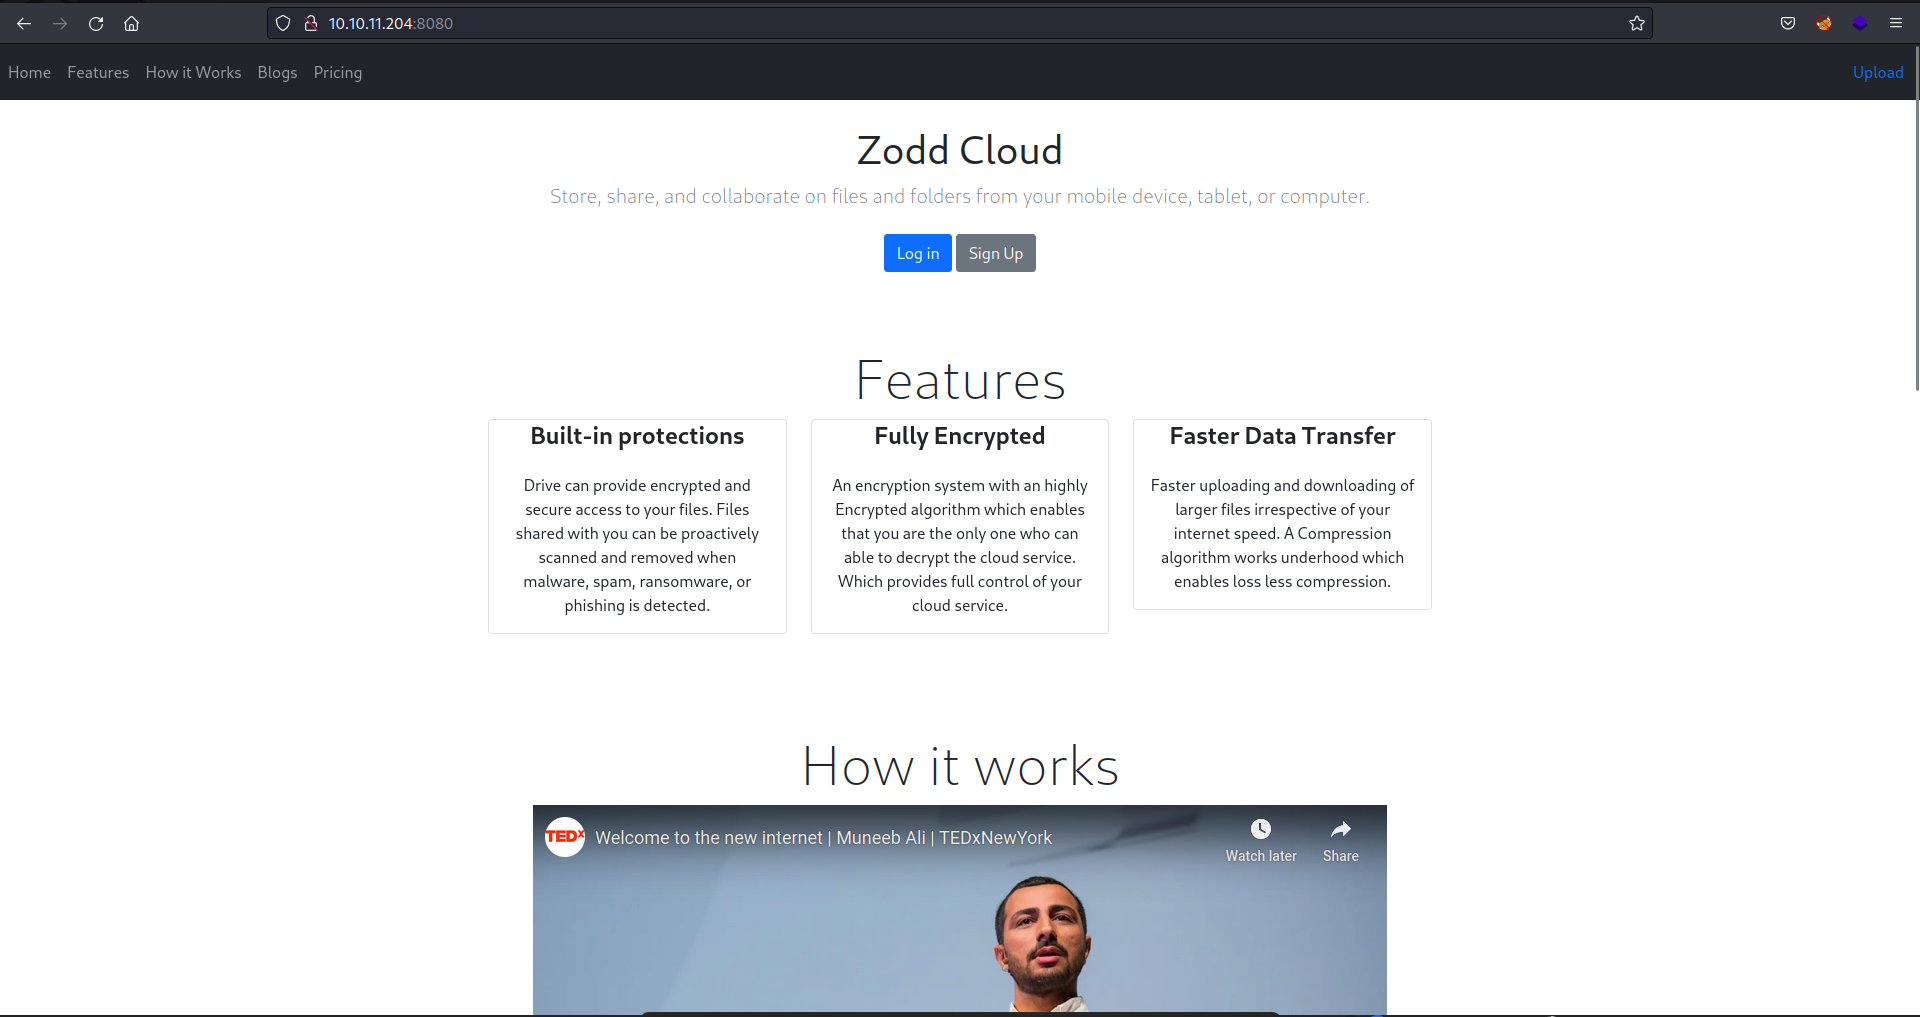 10.10.11.204:8080
Home Features How it Works Blogs Pricing Upload
Zodd Cloud
Store, share, and collaborate on files and folders from your mobile device, tablet, or computer.
Log in Sign Up
Features
Built-in protections
Drive can provide encrypted and
secure access to your files. Files
shared with you can be proactively
scanned and removed when
malware, spam, ransomware, or
phishing is detected.
Fully Encrypted
An encryption system with an highly
Encrypted algorithm which enables
that you are the only one who can
able to decrypt the cloud service.
Which provides full control of your
cloud service.
Faster Data Transfer
Faster uploading and downloading of
larger files irrespective of your
internet speed. A Compression
algorithm works underhood which
enables loss less compression.
How it works
TEDx
Welcome to the new internet | Muneeb Ali | TEDxNewYork
Watch later Share